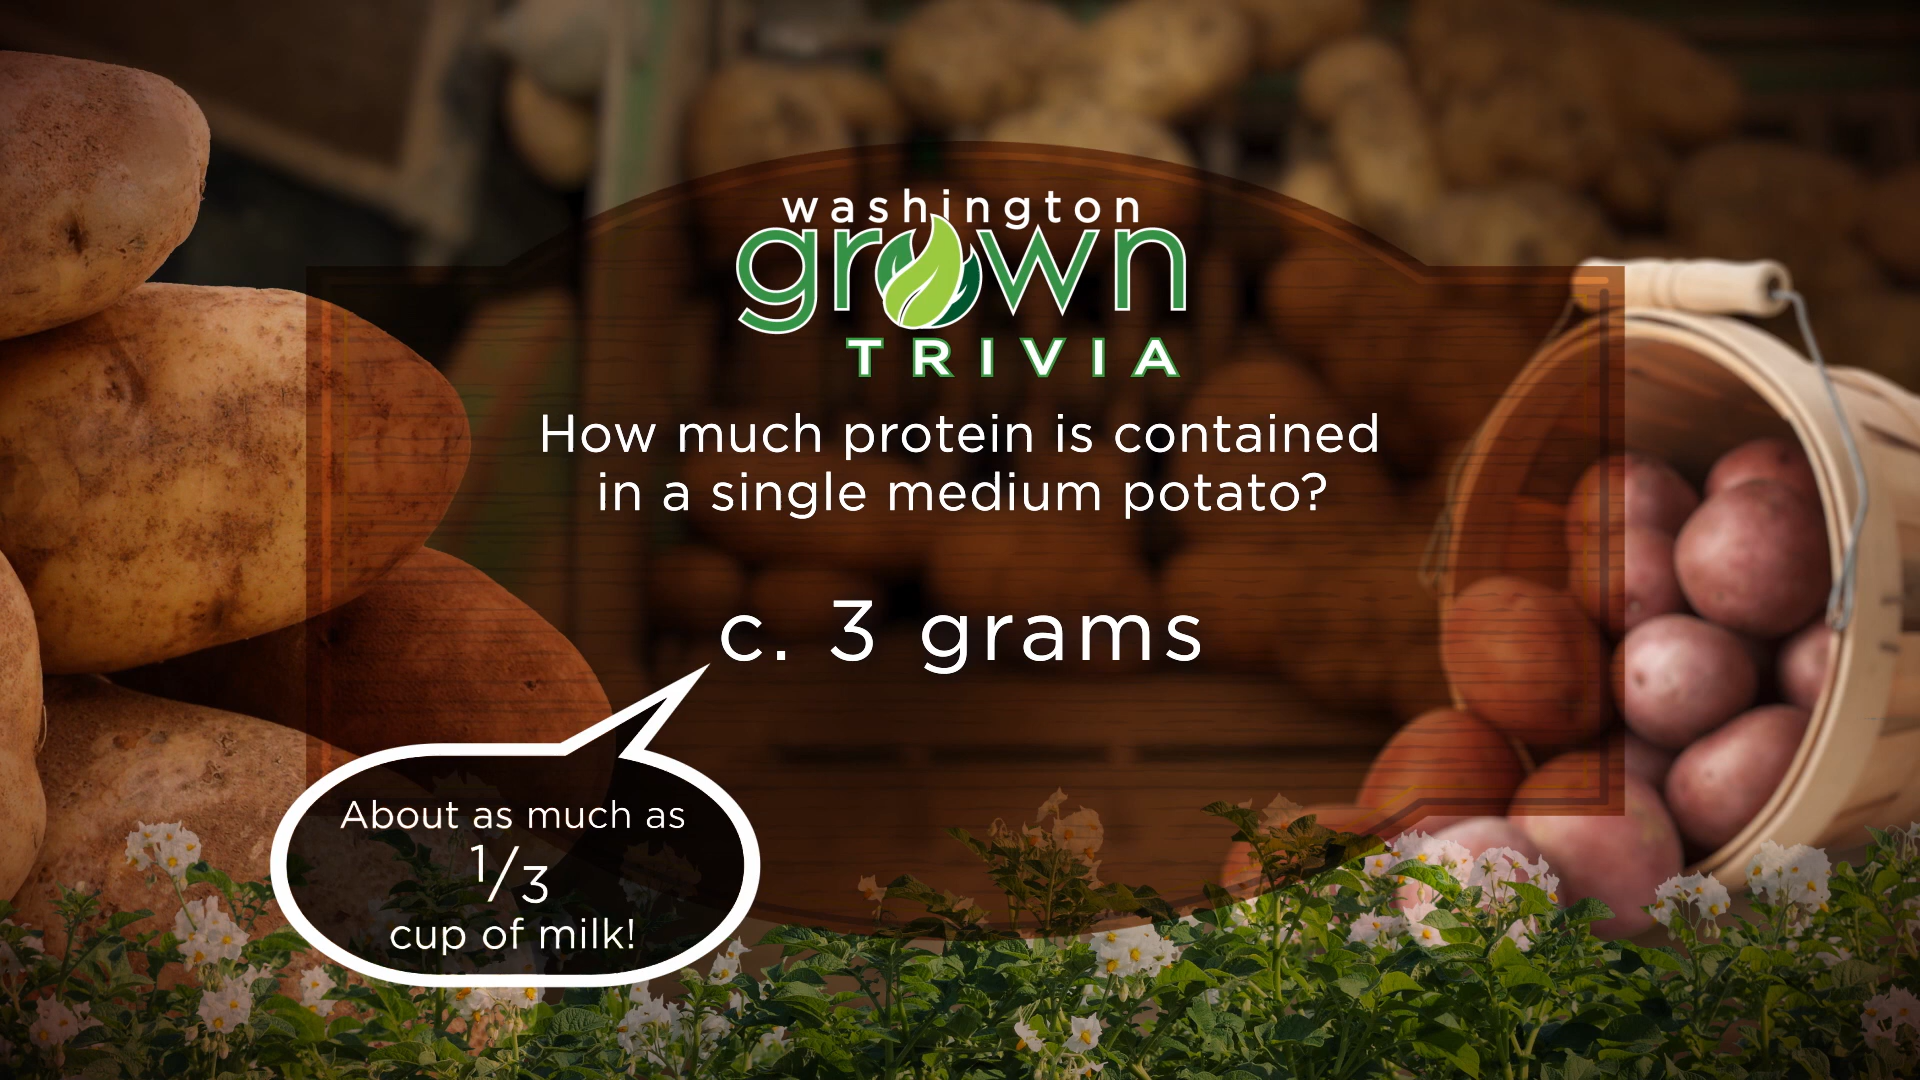 washington
grown
TRIVIA
How much protein is contained
in a single medium potato?
c. 3 grams
About as much as
1/3
cup of milk!